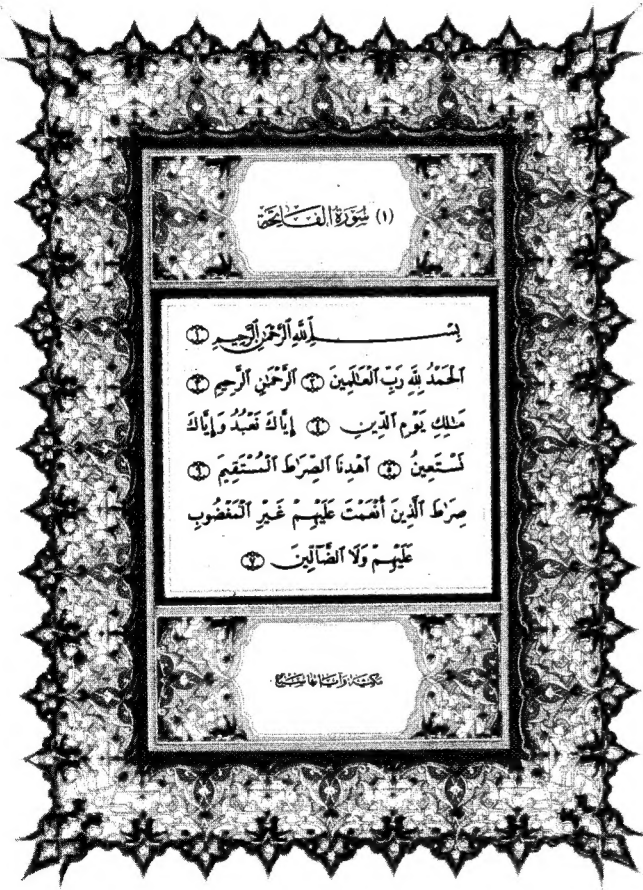 (١) سُورَةُ الْفَاتِحَة
بِسْمِ اللَّهِ الرَّحْمَٰنِ الرَّحِيمِ ١
الْحَمْدُ لِلَّهِ رَبِّ الْعَالَمِينَ ٢ الرَّحْمَٰنِ الرَّحِيمِ ٣
مَالِكِ يَوْمِ الدِّينِ ٤ إِيَّاكَ نَعْبُدُ وَإِيَّاكَ
نَسْتَعِينُ ٥ اهْدِنَا الصِّرَاطَ الْمُسْتَقِيمَ ٦
صِرَاطَ الَّذِينَ أَنْعَمْتَ عَلَيْهِمْ غَيْرِ الْمَغْضُوبِ
عَلَيْهِمْ وَلَا الضَّالِّينَ ٧
مكية وآياتها سبع